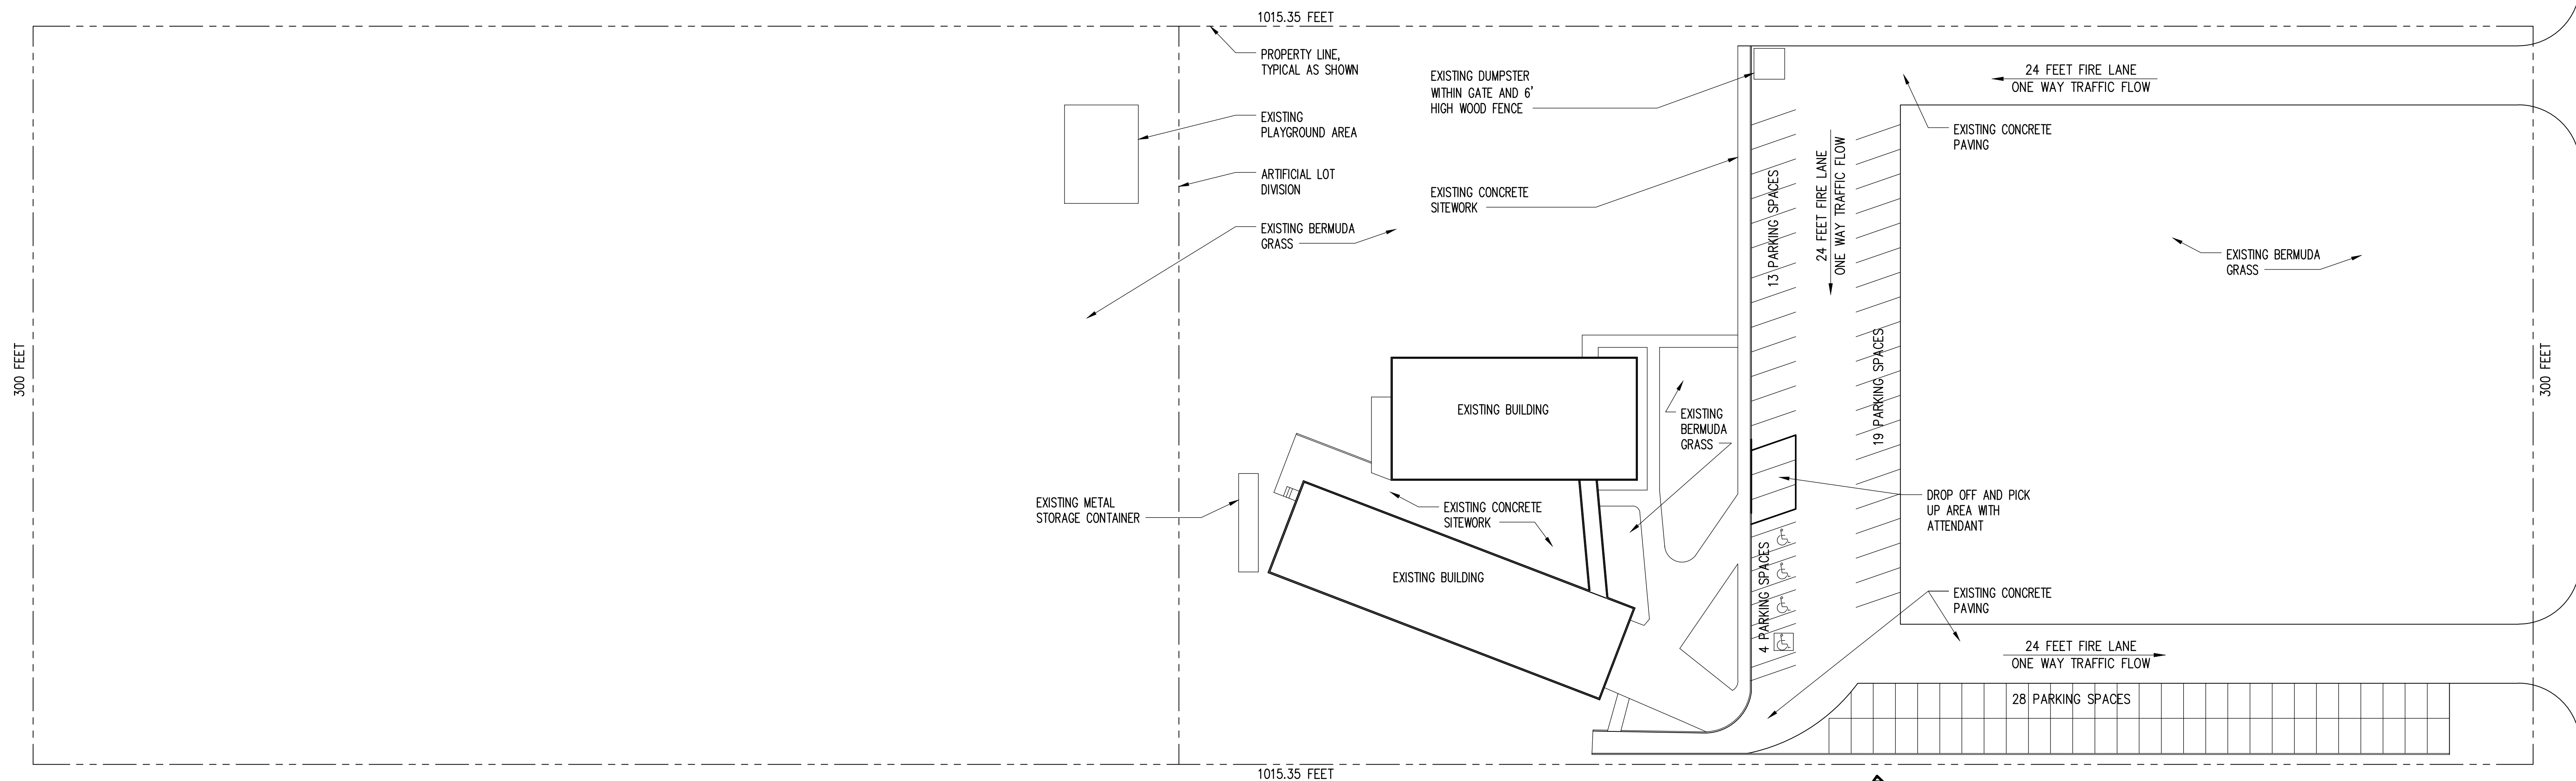 1015.35 FEET
PROPERTY LINE,
TYPICAL AS SHOWN
EXISTING
PLAYGROUND AREA
ARTIFICIAL LOT
DIVISION
EXISTING BERMUDA
GRASS
EXISTING DUMPSTER
WITHIN GATE AND 6'
HIGH WOOD FENCE
EXISTING CONCRETE
SITEWORK
13 PARKING SPACES
24 FEET FIRE LANE
ONE WAY TRAFFIC FLOW
19 PARKING SPACES
24 FEET FIRE LANE
ONE WAY TRAFFIC FLOW
EXISTING CONCRETE
PAVING
EXISTING BERMUDA
GRASS
300 FEET
300 FEET
EXISTING BUILDING
EXISTING
BERMUDA
GRASS
EXISTING METAL
STORAGE CONTAINER
EXISTING CONCRETE
SITEWORK
EXISTING BUILDING
4 PARKING SPACES
DROP OFF AND PICK
UP AREA WITH
ATTENDANT
EXISTING CONCRETE
PAVING
24 FEET FIRE LANE
ONE WAY TRAFFIC FLOW
28 PARKING SPACES
1015.35 FEET